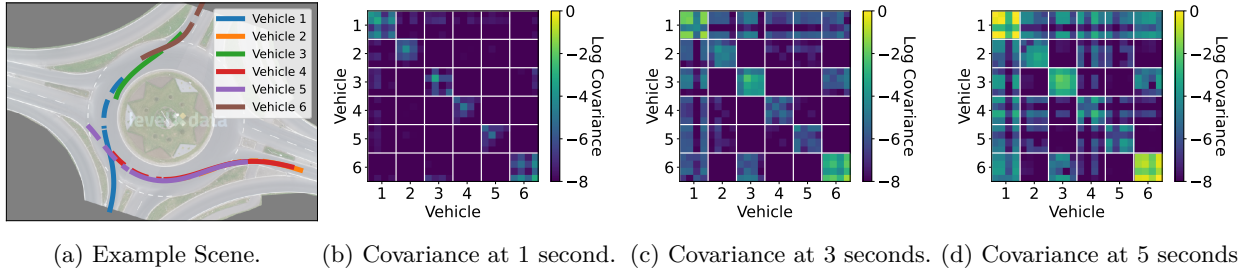 Vehicle 1
Vehicle 2
Vehicle 3
Vehicle 4
Vehicle 5
Vehicle 6
data
(a) Example Scene.
Vehicle
1
2
3
4
5
6
1 2 3 4 5 6
Vehicle
0
−2
−4
−6
−8
Log Covariance
(b) Covariance at 1 second.
Vehicle
1
2
3
4
5
6
1 2 3 4 5 6
Vehicle
0
−2
−4
−6
−8
Log Covariance
(c) Covariance at 3 seconds.
Vehicle
1
2
3
4
5
6
1 2 3 4 5 6
Vehicle
0
−2
−4
−6
−8
Log Covariance
(d) Covariance at 5 seconds